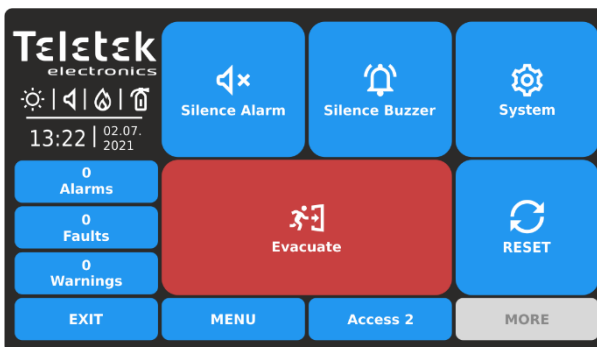 Teletek
electronics
13:22
02.07.
2021
Silence Alarm
Silence Buzzer
System
0
Alarms
0
Faults
0
Warnings
Evacuate
RESET
EXIT
MENU
Access 2
MORE